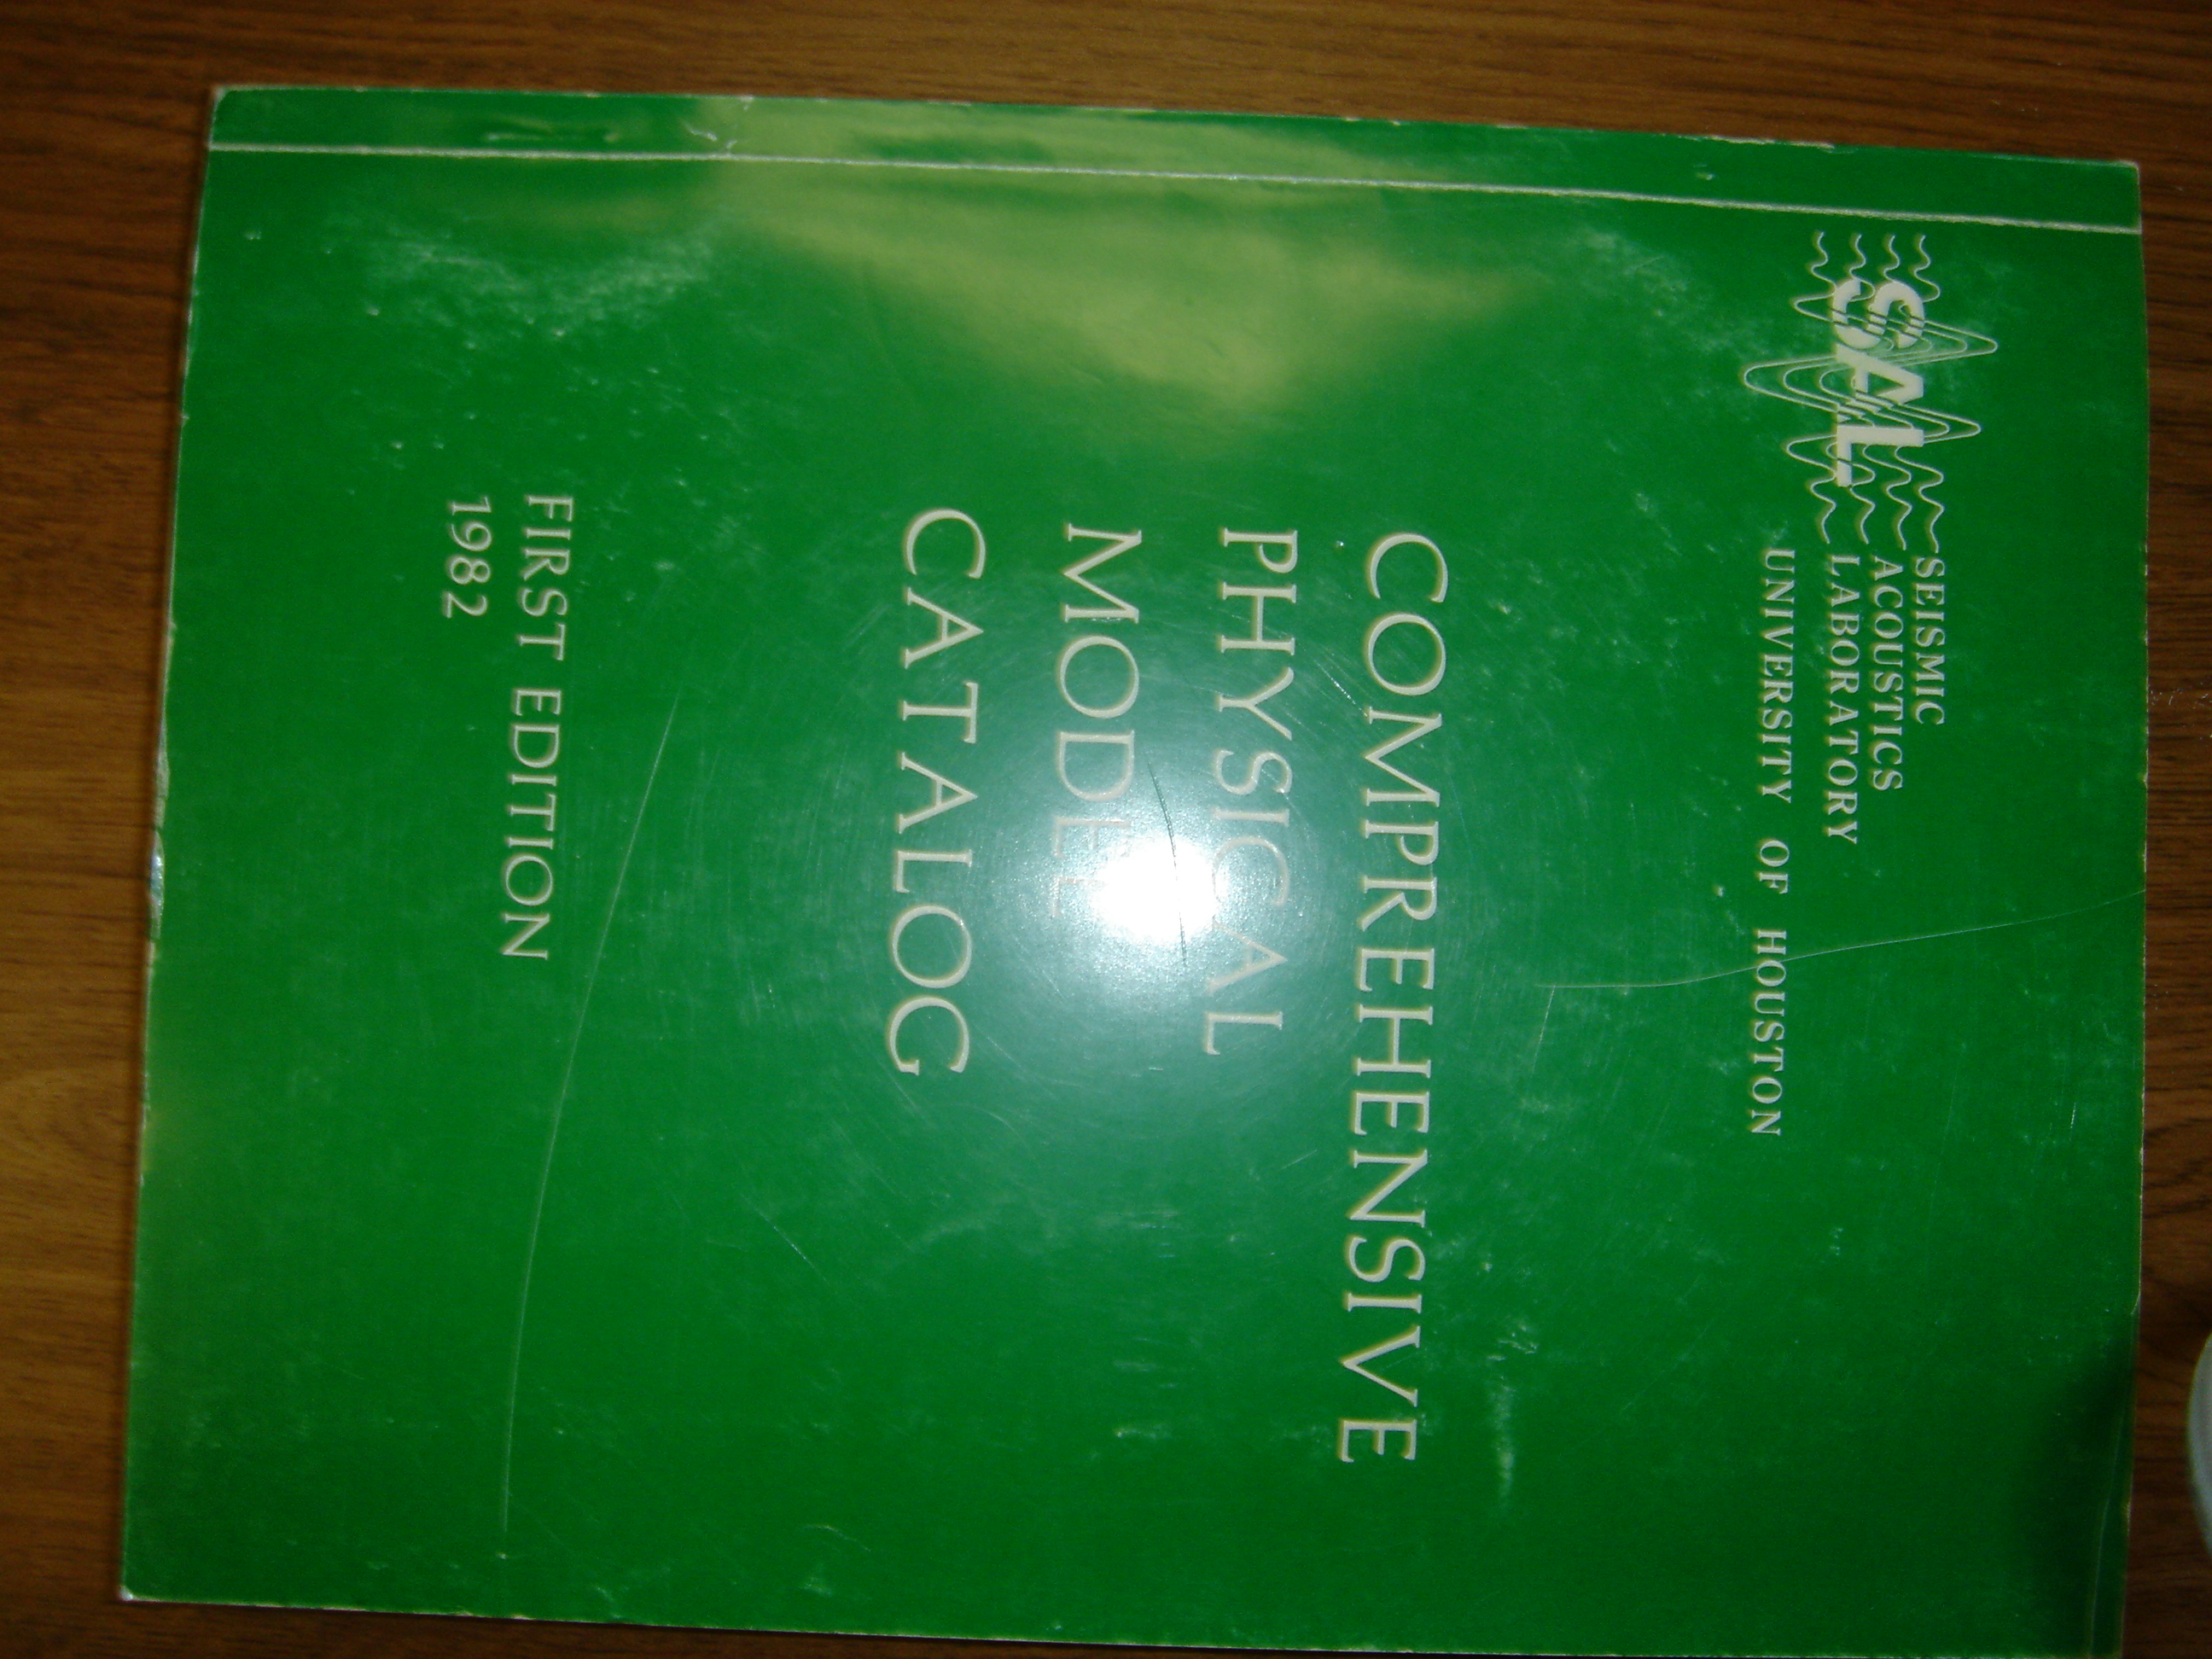 SAL
SEISMIC
ACOUSTICS
LABORATORY
UNIVERSITY OF HOUSTON
COMPREHENSIVE
PHYSICAL
MODEL
CATALOG
FIRST EDITION
1982